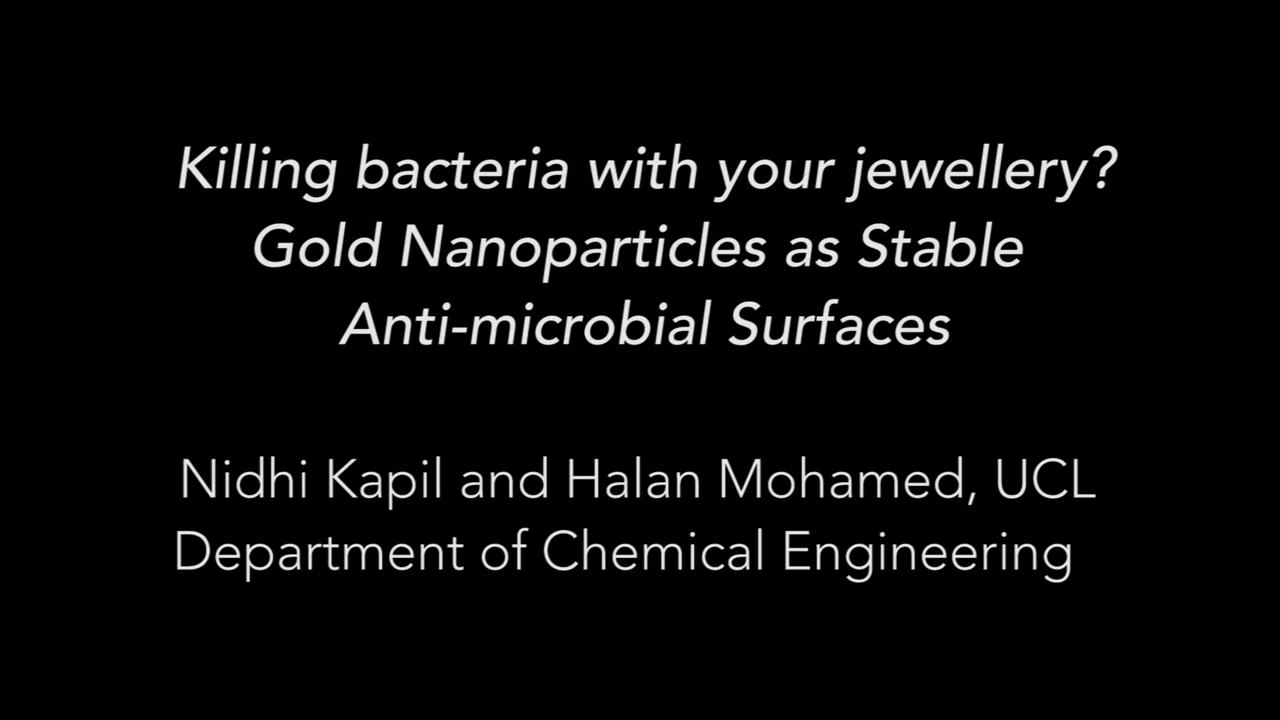 Killing bacteria with your jewellery?
Gold Nanoparticles as Stable
Anti-microbial Surfaces
Nidhi Kapil and Halan Mohamed, UCL
Department of Chemical Engineering